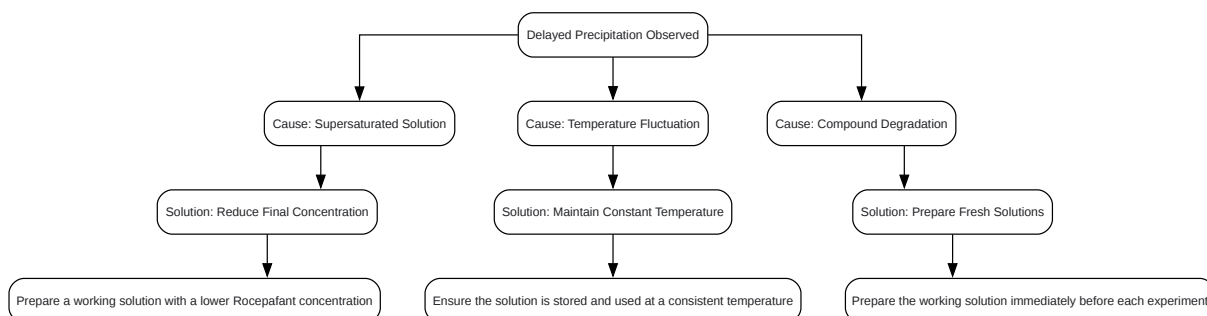 Delayed Precipitation Observed
Cause: Supersaturated Solution
Cause: Temperature Fluctuation
Cause: Compound Degradation
Solution: Reduce Final Concentration
Solution: Maintain Constant Temperature
Solution: Prepare Fresh Solutions
Prepare a working solution with a lower Rocepafant concentration
Ensure the solution is stored and used at a consistent temperature
Prepare the working solution immediately before each experiment